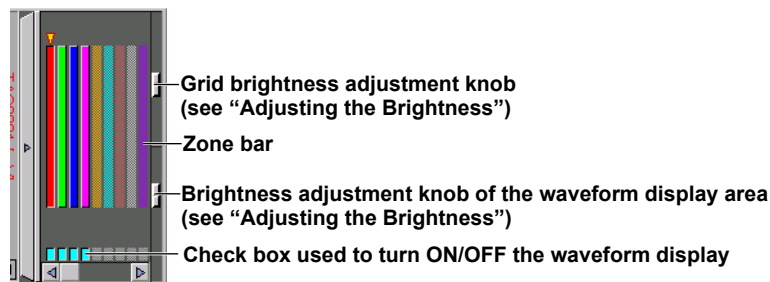 Grid brightness adjustment knob
(see “Adjusting the Brightness”)
Zone bar
Brightness adjustment knob of the waveform display area
(see “Adjusting the Brightness”)
Check box used to turn ON/OFF the waveform display